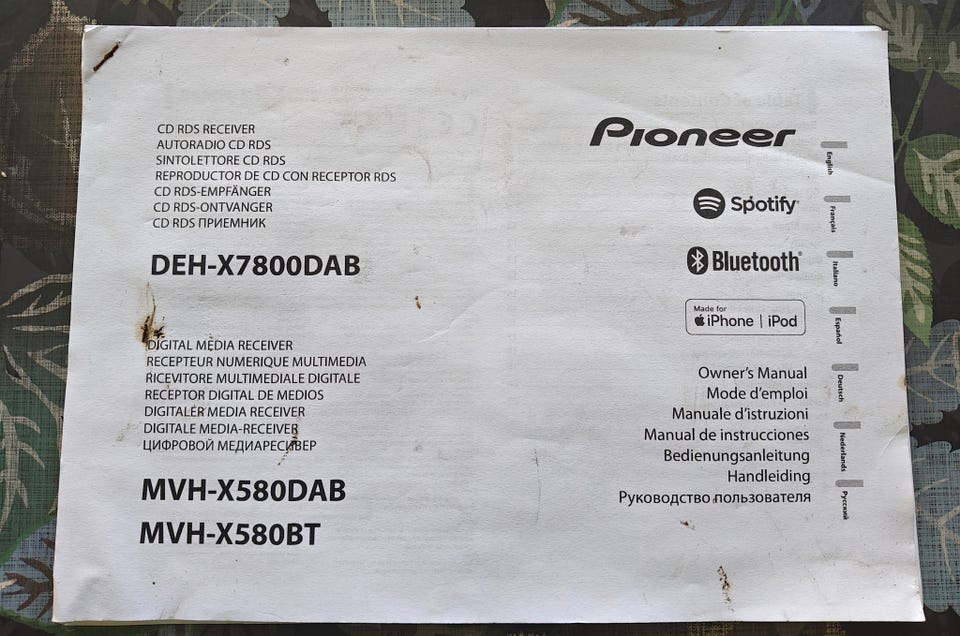 CD RDS RECEIVER
AUTORADIO CD RDS
SINTOLETTORE CD RDS
REPRODUCTOR DE CD CON RECEPTOR RDS
CD RDS-EMPFÄNGER
CD RDS-ONTVANGER
CD RDS ПРИЕМНИК
DEH-X7800DAB
DIGITAL MEDIA RECEIVER
RECEPTEUR NUMERIQUE MULTIMEDIA
RICEVITORE MULTIMEDIALE DIGITALE
RECEPTOR DIGITAL DE MEDIOS
DIGITALER MEDIA RECEIVER
DIGITALE MEDIA-RECEIVER
ЦИФРОВОЙ МЕДИАРЕСИВЕР
MVH-X580DAB
MVH-X580BT
Pioneer
Spotify
Bluetooth®
Made for
iPhone | iPod
Owner's Manual
Mode d'emploi
Manuale d'istruzioni
Manual de instrucciones
Bedienungsanleitung
Handleiding
Руководство пользователя
English
Français
Italiano
Español
Deutsch
Nederlands
Русский